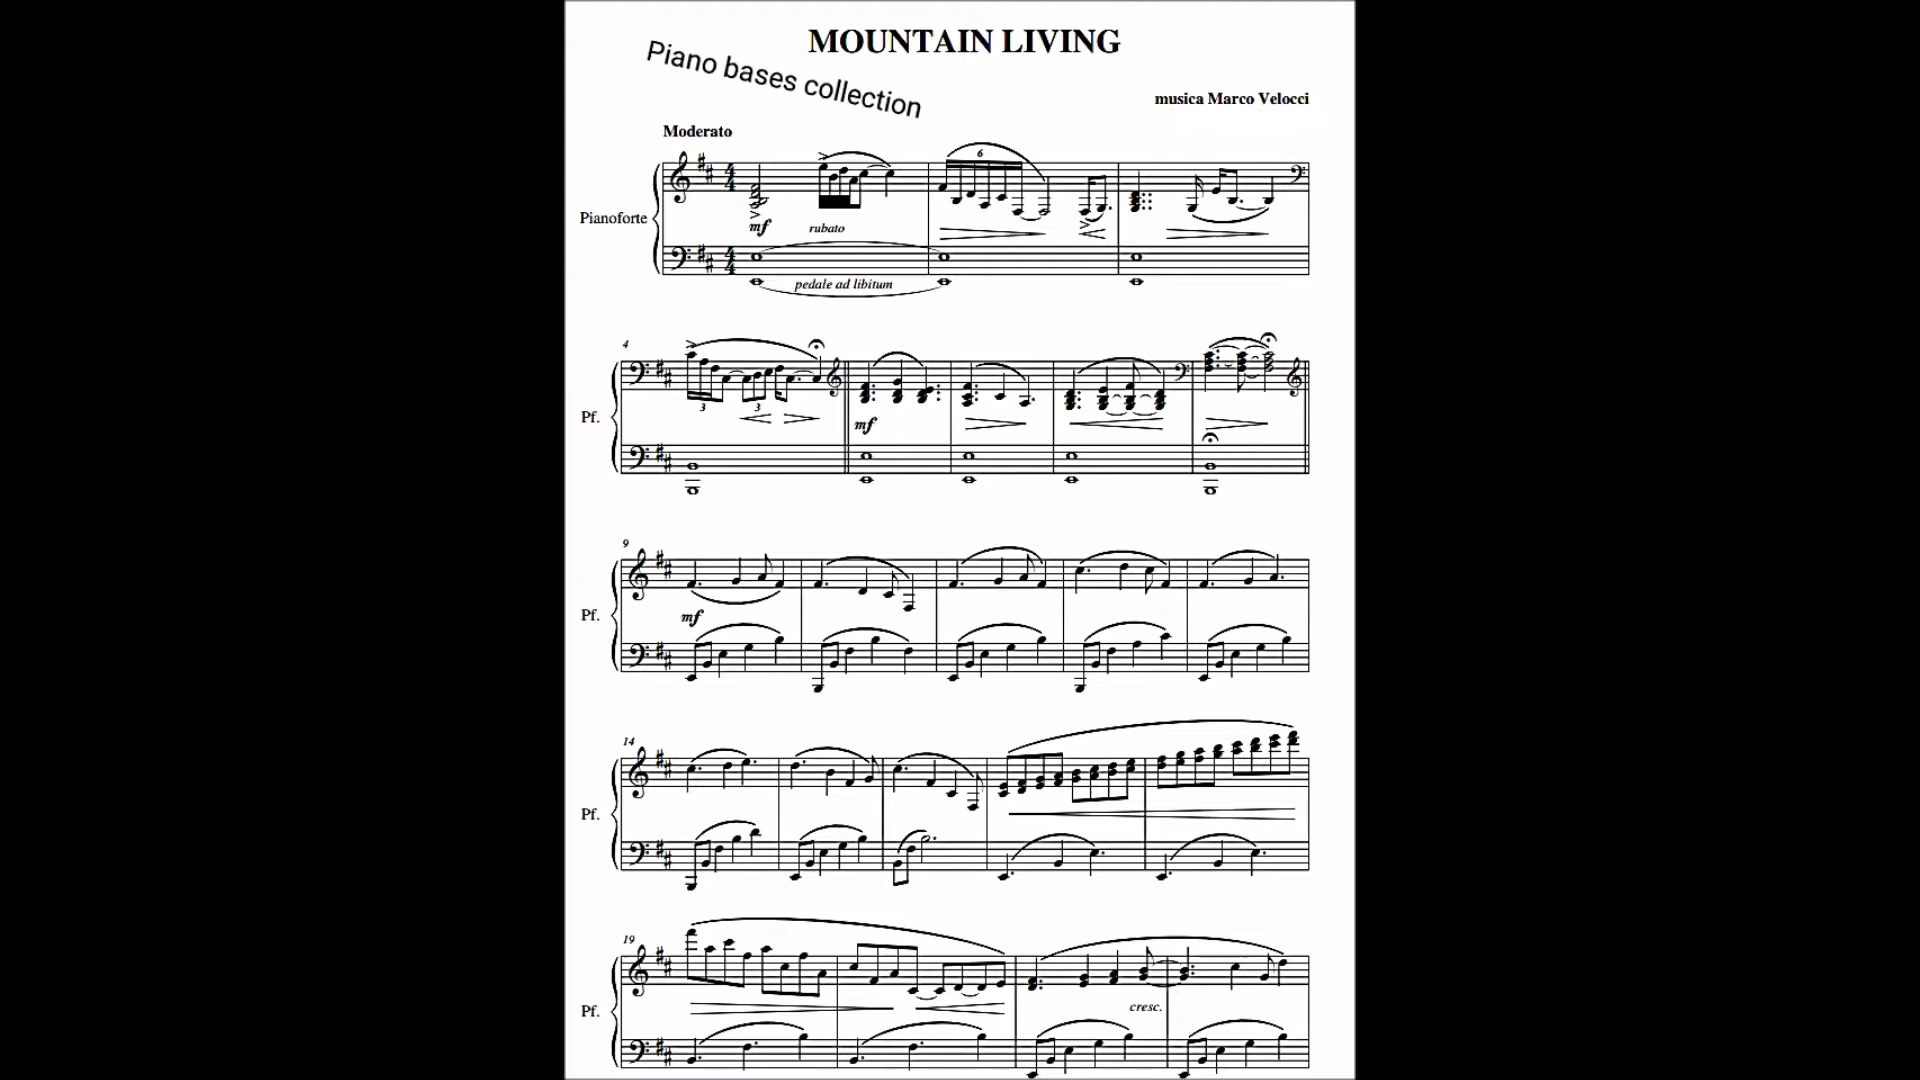 MOUNTAIN LIVING
Piano bases collection
musica Marco Velocci
Moderato
6
Pianoforte
mf
rubato
pedale ad libitum
4
3
3
Pf.
mf
9
Pf.
mf
14
Pf.
19
Pf.
cresc.